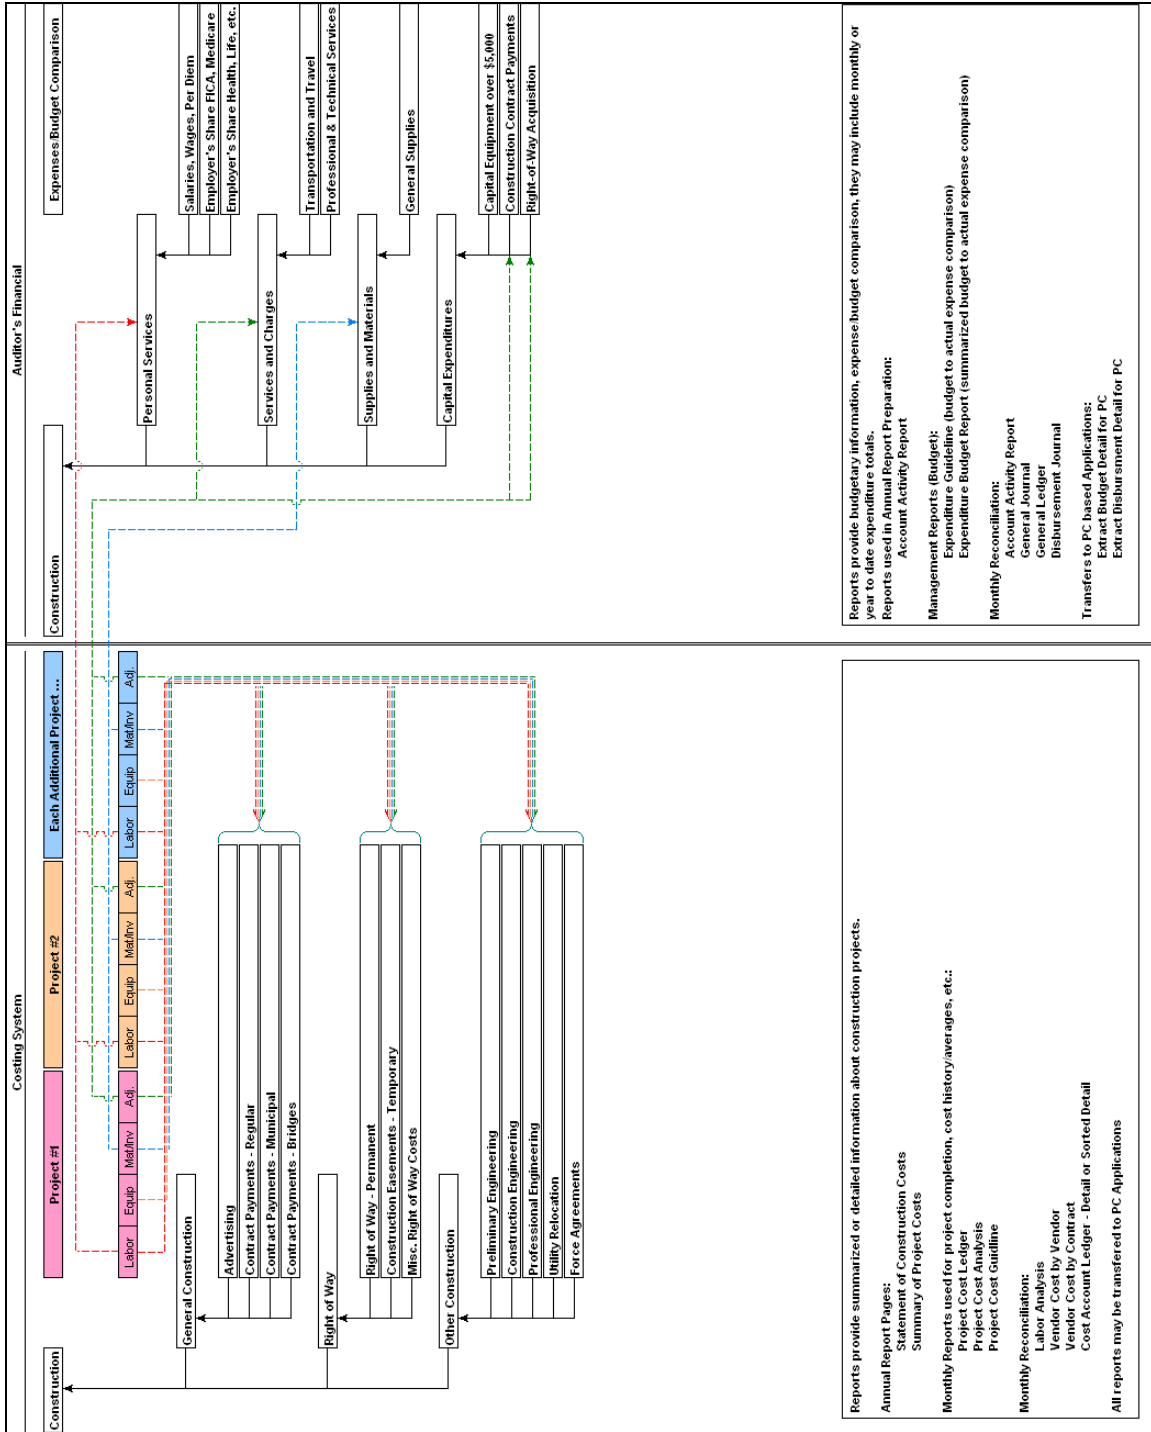 Costing System
Construction
Project #1
Project #2
Each Additional Project ...
Labor
Equip
Mat/Inv
Adj.
Labor
Equip
Mat/Inv
Adj.
Labor
Equip
Mat/Inv
Adj.
General Construction
Advertising
Contract Payments - Regular
Contract Payments - Municipal
Contract Payments - Bridges
Right of Way
Right of Way - Permanent
Construction Easements - Temporary
Misc. Right of Way Costs
Other Construction
Preliminary Engineering
Construction Engineering
Professional Engineering
Utility Relocation
Force Agreements
Reports provide summarized or detailed information about construction projects.
Annual Report Pages:
Statement of Construction Costs
Summary of Project Costs
Monthly Reports used for project completion, cost history/averages, etc.:
Project Cost Ledger
Project Cost Analysis
Project Cost Guidline
Monthly Reconciliation:
Labor Analysis
Vendor Cost by Vendor
Vendor Cost by Contract
Cost Account Ledger - Detail or Sorted Detail
All reports may be transfered to PC Applications
Auditor's Financial
Construction
Expenses/Budget Comparison
Personal Services
Salaries, Wages, Per Diem
Employer's Share FICA, Medicare
Employer's Share Health, Life, etc.
Services and Charges
Transportation and Travel
Professional & Technical Services
Supplies and Materials
General Supplies
Capital Expenditures
Capital Equipment over $5,000
Construction Contract Payments
Right-of-Way Acquisition
Reports provide budgetary information, expense/budget comparison, they may include monthly or
year to date expenditure totals.
Reports used in Annual Report Preparation:
Account Activity Report
Management Reports (Budget):
Expenditure Guideline (budget to actual expense comparison)
Expenditure Budget Report (summarized budget to actual expense comparison)
Monthly Reconciliation:
Account Activity Report
General Journal
General Ledger
Disbursement Journal
Transfers to PC based Applications:
Extract Budget Detail for PC
Extract Disbursment Detail for PC